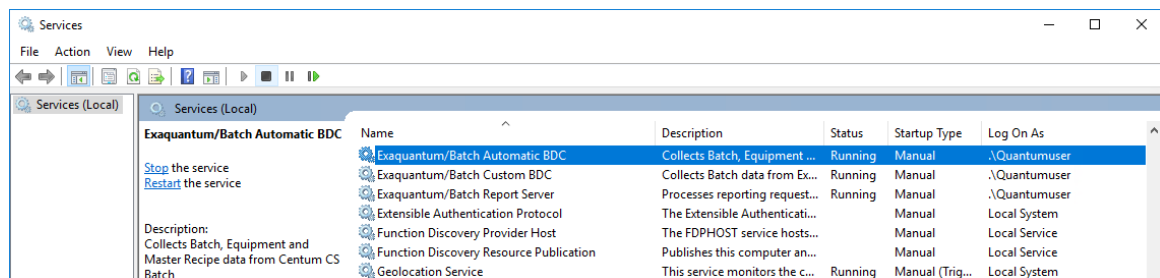 Services
File Action View Help
Services (Local)
Services (Local)
Exaquantum/Batch Automatic BDC
Stop the service
Restart the service
Description:
Collects Batch, Equipment and
Master Recipe data from Centum CS
Batch
Name Description Status Startup Type Log On As
Exaquantum/Batch Automatic BDC Collects Batch, Equipment ... Running Manual .\Quantumuser
Exaquantum/Batch Custom BDC Collects Batch data from Ex... Running Manual .\Quantumuser
Exaquantum/Batch Report Server Processes reporting request... Running Manual .\Quantumuser
Extensible Authentication Protocol The Extensible Authenticati... Manual Local System
Function Discovery Provider Host The FDPHOST service hosts... Manual Local Service
Function Discovery Resource Publication Publishes this computer an... Manual Local Service
Geolocation Service This service monitors the c... Running Manual (Trig... Local System